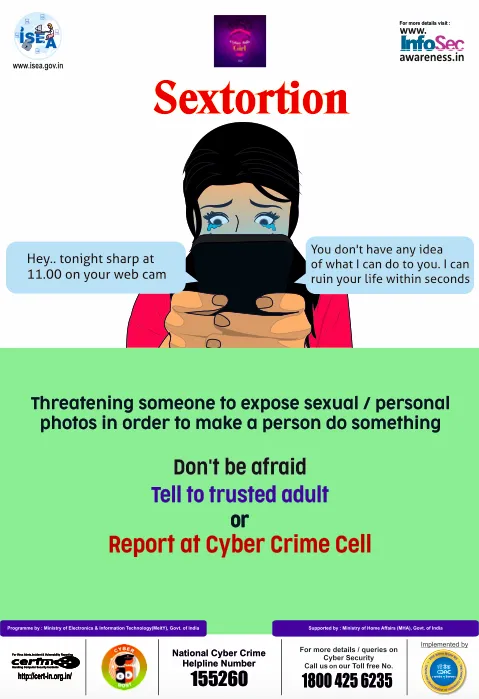 ISEA
www.isea.gov.in
For more details visit :
www.
InfoSec
awareness.in
Sextortion
Hey.. tonight sharp at
11.00 on your web cam
You don't have any idea
of what I can do to you. I can
ruin your life within seconds
Threatening someone to expose sexual / personal
photos in order to make a person do something
Don't be afraid
Tell to trusted adult
or
Report at Cyber Crime Cell
Programme by : Ministry of Electronics & Information Technology(MeitY), Govt. of India
Supported by : Ministry of Home Affairs (MHA), Govt. of India
http://cert-in.org.in/
CYBER
DOST
National Cyber Crime
Helpline Number
155260
For more details / queries on
Cyber Security
Call us on our Toll free No.
1800 425 6235
Implemented by